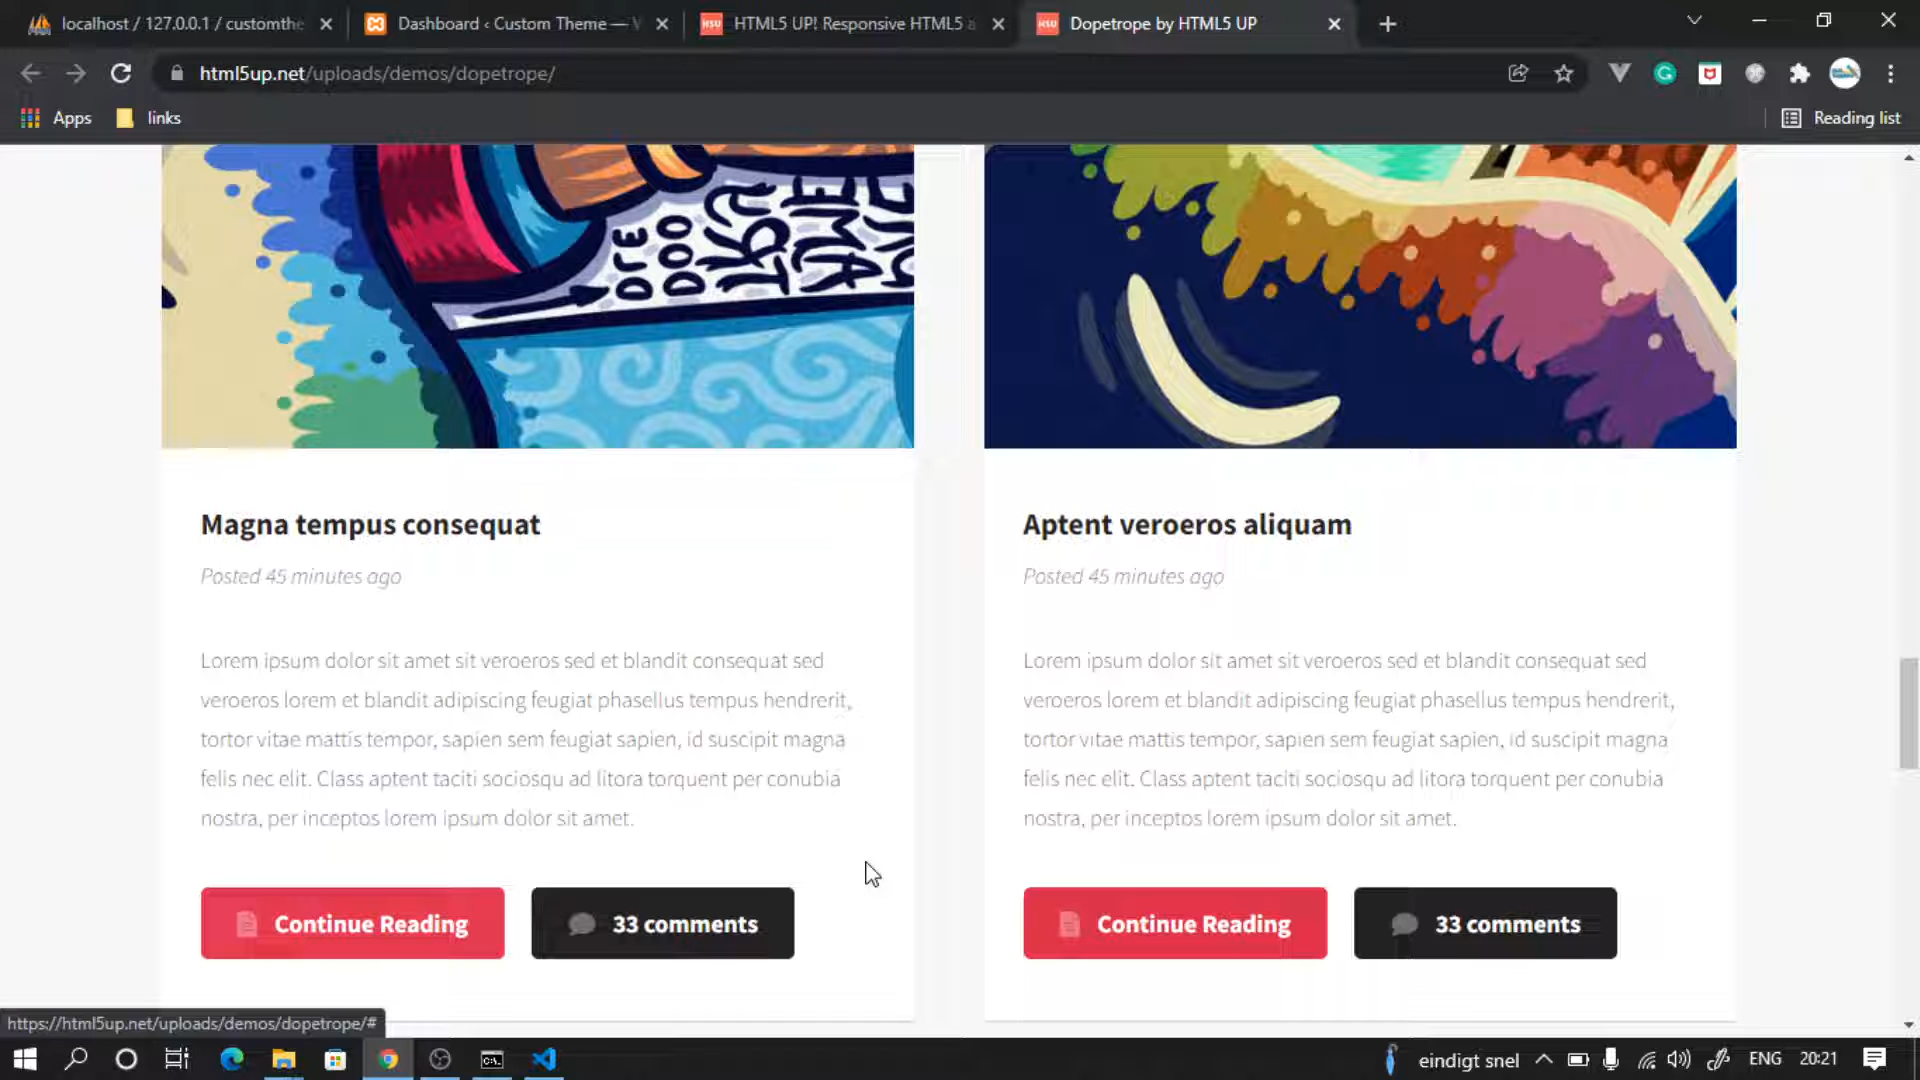 localhost / 127.0.0.1 / customthe
Dashboard ‹ Custom Theme —
HTML5 UP! Responsive HTML5 a
Dopetrope by HTML5 UP
html5up.net/uploads/demos/dopetrope/
Apps
links
Reading list
Magna tempus consequat
Aptent veroeros aliquam
Posted 45 minutes ago
Posted 45 minutes ago
Lorem ipsum dolor sit amet sit veroeros sed et blandit consequat sed
veroeros lorem et blandit adipiscing feugiat phasellus tempus hendrerit,
tortor vitae mattis tempor, sapien sem feugiat sapien, id suscipit magna
felis nec elit. Class aptent taciti sociosqu ad litora torquent per conubia
nostra, per inceptos lorem ipsum dolor sit amet.
Lorem ipsum dolor sit amet sit veroeros sed et blandit consequat sed
veroeros lorem et blandit adipiscing feugiat phasellus tempus hendrerit,
tortor vitae mattis tempor, sapien sem feugiat sapien, id suscipit magna
felis nec elit. Class aptent taciti sociosqu ad litora torquent per conubia
nostra, per inceptos lorem ipsum dolor sit amet.
Continue Reading
33 comments
Continue Reading
33 comments
https://html5up.net/uploads/demos/dopetrope/#
eindigt snel
ENG
20:21